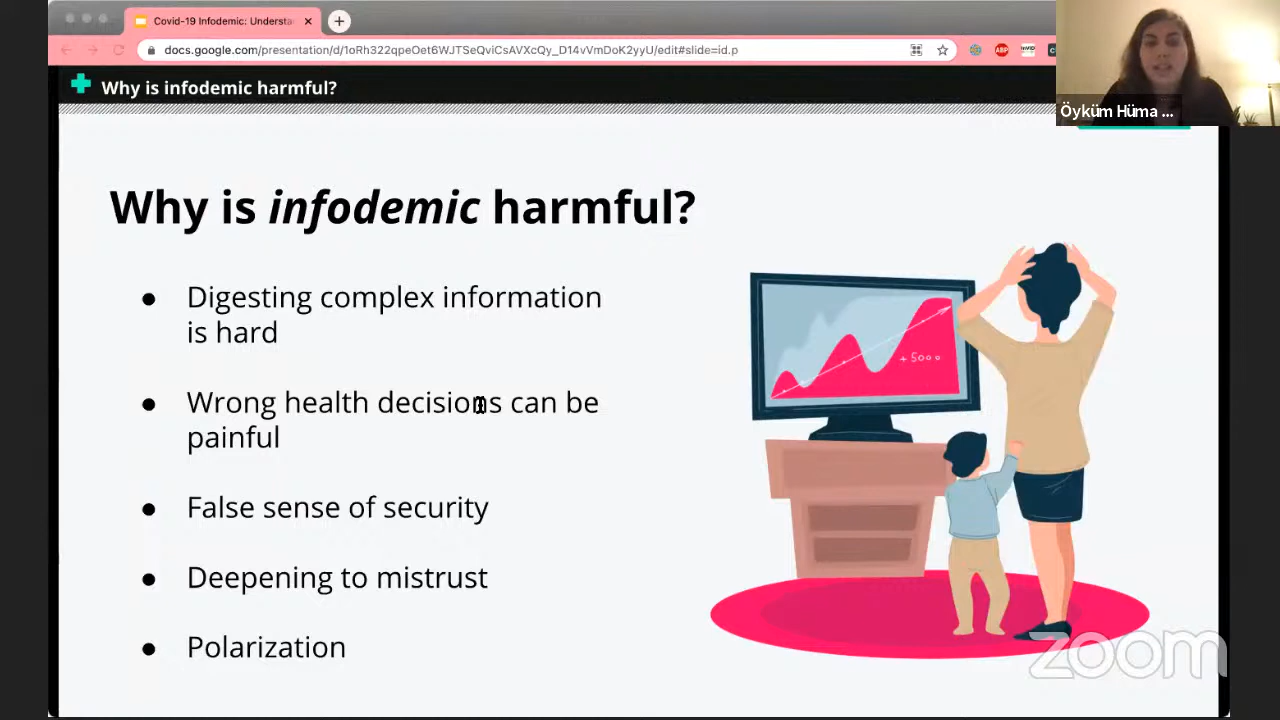 Covid-19 Infodemic: Understa
docs.google.com/presentation/d/1oRh322qpeOet6WJTSeQviCsAVXcQy_D14vVmDoK2yyU/edit#slide=id.p
ABP
Why is infodemic harmful?
Öyküm Hüma ...
Why is infodemic harmful?
Digesting complex information
is hard
Wrong health decisions can be
painful
False sense of security
Deepening to mistrust
Polarization
+5000
zoom